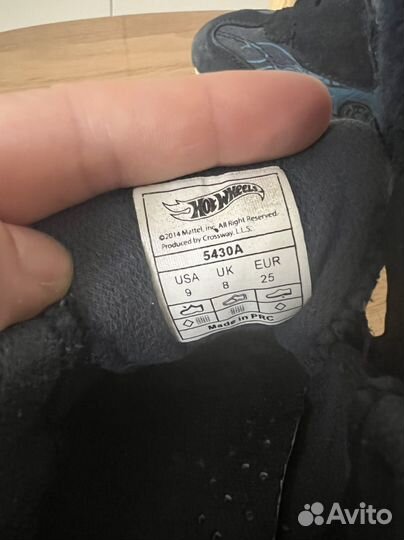 HOT WHEELS
©2014 Mattel, inc. All Right Reserved.
Produced by Crossway, L.L.S.
5430A
USA UK EUR
9 8 25
Made in PRC
Avito